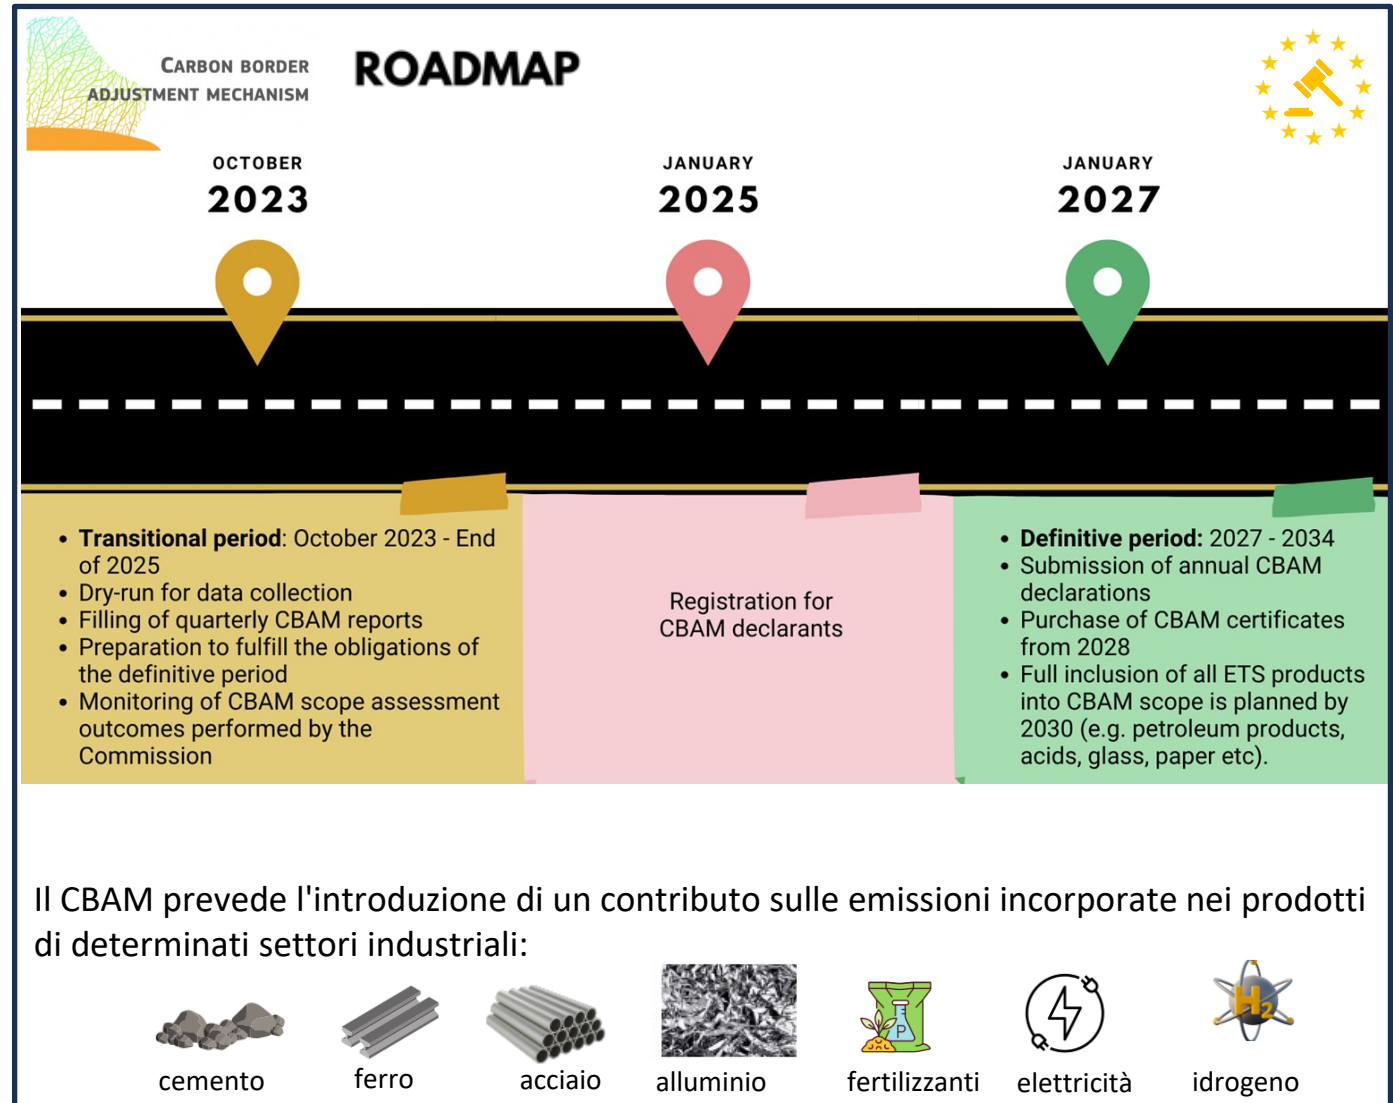 CARBON BORDER
ADJUSTMENT MECHANISM
ROADMAP
OCTOBER
2023
JANUARY
2025
JANUARY
2027
• Transitional period: October 2023 - End
of 2025
• Dry-run for data collection
• Filling of quarterly CBAM reports
• Preparation to fulfill the obligations of
the definitive period
• Monitoring of CBAM scope assessment
outcomes performed by the
Commission
Registration for
CBAM declarants
• Definitive period: 2027 - 2034
• Submission of annual CBAM
declarations
• Purchase of CBAM certificates
from 2028
• Full inclusion of all ETS products
into CBAM scope is planned by
2030 (e.g. petroleum products,
acids, glass, paper etc).
Il CBAM prevede l'introduzione di un contributo sulle emissioni incorporate nei prodotti
di determinati settori industriali:
P
H2
cemento
ferro
acciaio
alluminio
fertilizzanti
elettricità
idrogeno